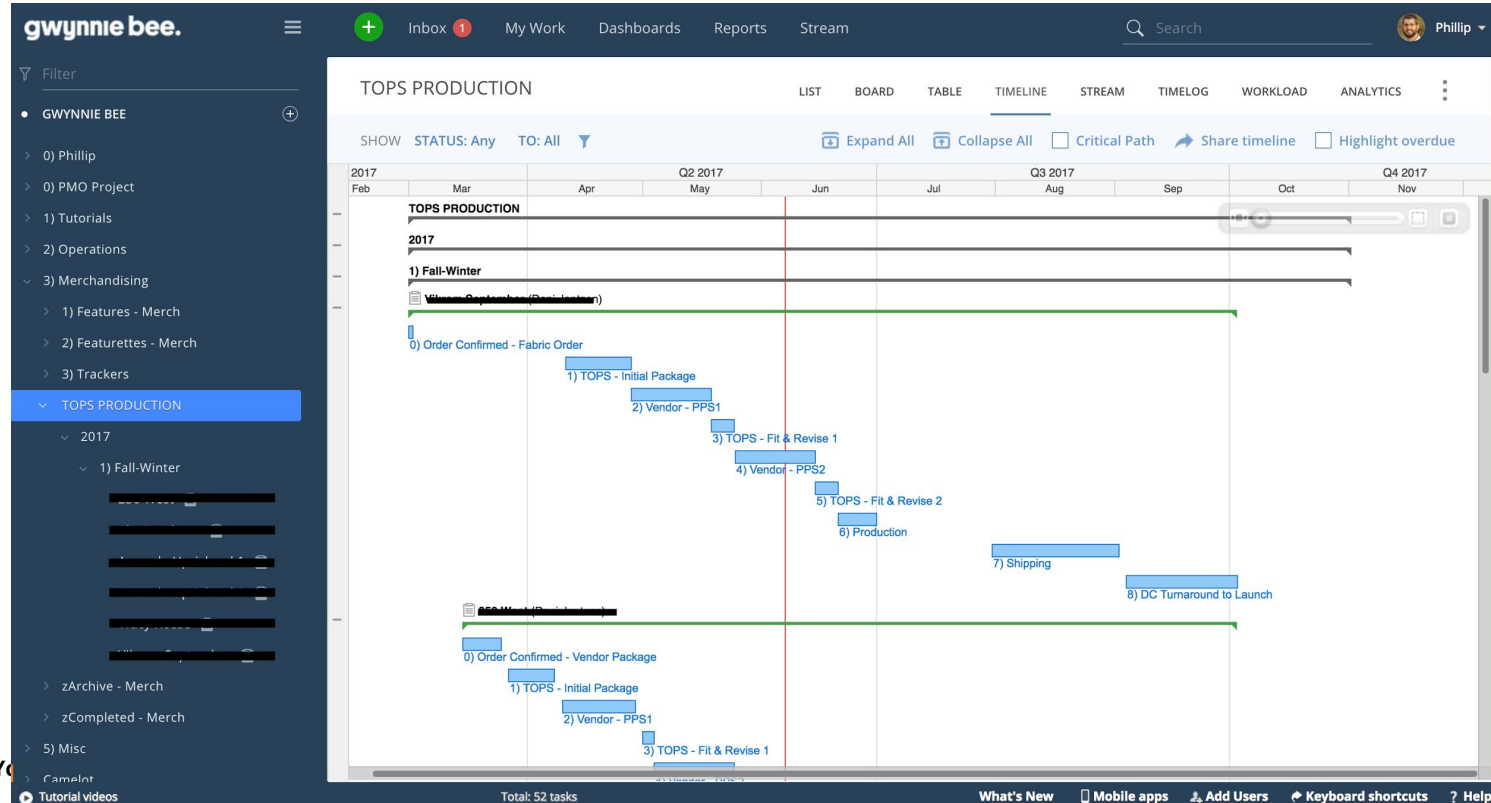 gwynnie bee.
+ Inbox 1 My Work Dashboards Reports Stream Search Phillip
Filter
GWYNNIE BEE
0) Phillip
0) PMO Project
1) Tutorials
2) Operations
3) Merchandising
1) Features - Merch
2) Featurettes - Merch
3) Trackers
TOPS PRODUCTION
2017
1) Fall-Winter
zArchive - Merch
zCompleted - Merch
5) Misc
Camelot
TOPS PRODUCTION LIST BOARD TABLE TIMELINE STREAM TIMELOG WORKLOAD ANALYTICS
SHOW STATUS: Any TO: All Expand All Collapse All Critical Path Share timeline Highlight overdue
2017 Q2 2017 Q3 2017 Q4 2017
Feb Mar Apr May Jun Jul Aug Sep Oct Nov
TOPS PRODUCTION
2017
1) Fall-Winter
0) Order Confirmed - Fabric Order
1) TOPS - Initial Package
2) Vendor - PPS1
3) TOPS - Fit & Revise 1
4) Vendor - PPS2
5) TOPS - Fit & Revise 2
6) Production
7) Shipping
8) DC Turnaround to Launch
0) Order Confirmed - Vendor Package
1) TOPS - Initial Package
2) Vendor - PPS1
3) TOPS - Fit & Revise 1
Tutorial videos Total: 52 tasks What's New Mobile apps Add Users Keyboard shortcuts ? Help